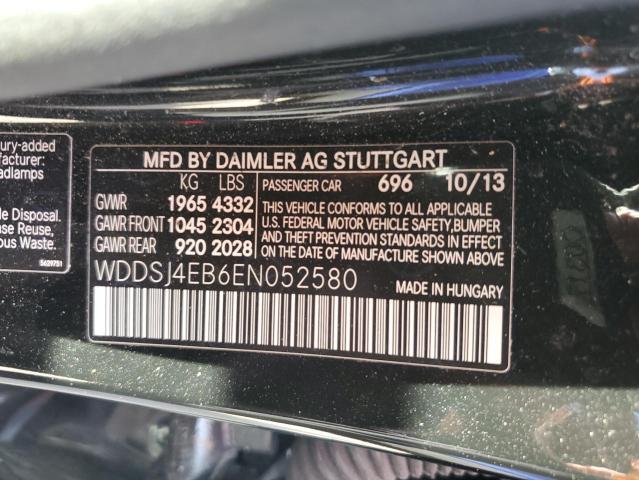 ury-added
facturer:
adlamps
le Disposal.
ase Reuse,
ous Waste.
5629751
MFD BY DAIMLER AG STUTTGART
KG LBS PASSENGER CAR 696 10/13
GVWR 1965 4332
GAWR FRONT 1045 2304
GAWR REAR 920 2028
THIS VEHICLE CONFORMS TO ALL APPLICABLE
U.S. FEDERAL MOTOR VEHICLE SAFETY,BUMPER
AND THEFT PREVENTION STANDARDS IN EFFECT
ON THE DATE OF MANUFACTURE SHOWN ABOVE
WDDSJ4EB6EN052580
MADE IN HUNGARY